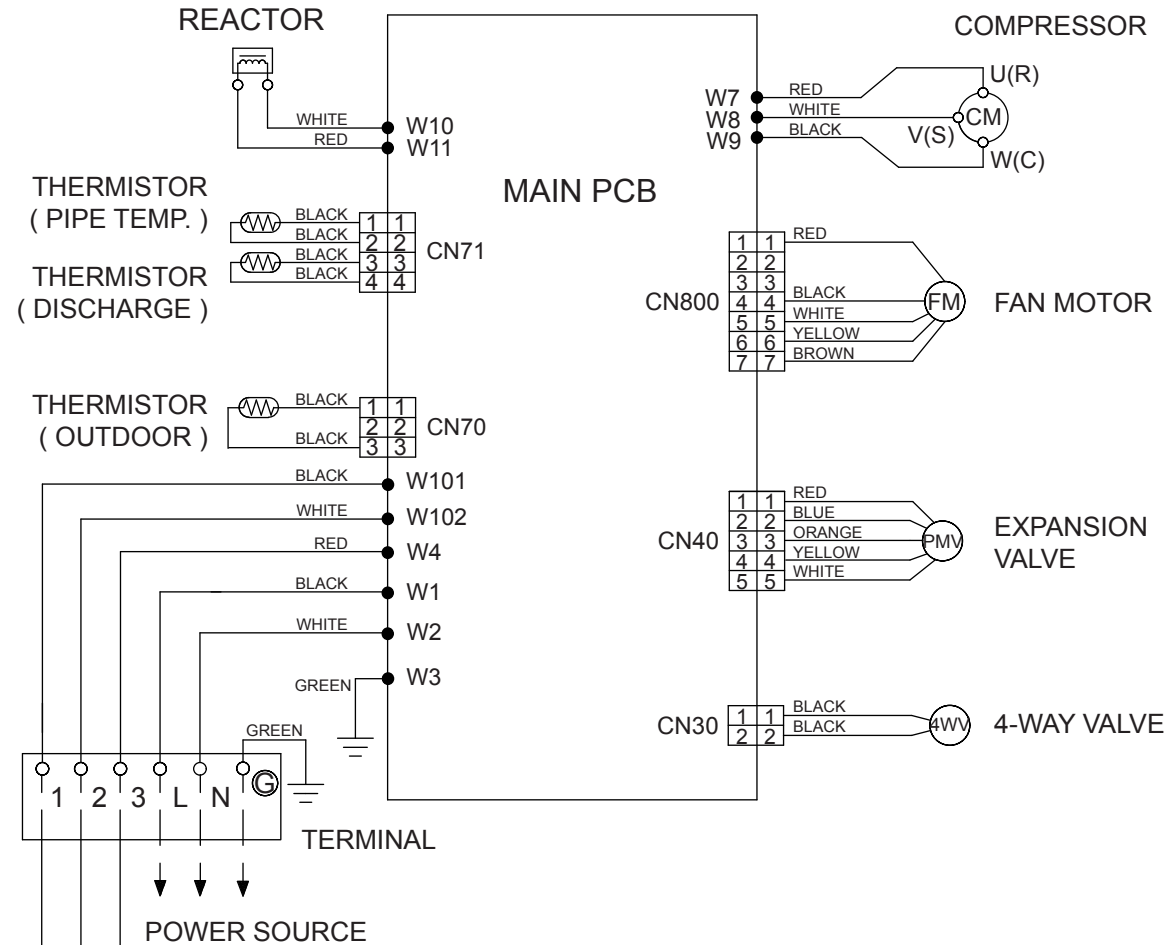 REACTOR
WHITE
W10
RED
W11
THERMISTOR
( PIPE TEMP. )
BLACK
1 1
BLACK
2 2
CN71
BLACK
3 3
BLACK
4 4
THERMISTOR
( DISCHARGE )
THERMISTOR
( OUTDOOR )
BLACK
1 1
2 2
CN70
BLACK
3 3
BLACK
W101
WHITE
W102
RED
W4
BLACK
W1
WHITE
W2
GREEN
W3
GREEN
1 2 3 L N G
TERMINAL
POWER SOURCE
MAIN PCB
COMPRESSOR
W7
RED
U(R)
W8
WHITE
V(S)
CM
W9
BLACK
W(C)
CN800
1 1
RED
2 2
3 3
4 4
BLACK
5 5
WHITE
6 6
YELLOW
7 7
BROWN
FM
FAN MOTOR
CN40
1 1
RED
2 2
BLUE
3 3
ORANGE
4 4
YELLOW
5 5
WHITE
PMV
EXPANSION
VALVE
CN30
1 1
BLACK
2 2
BLACK
4WV
4-WAY VALVE